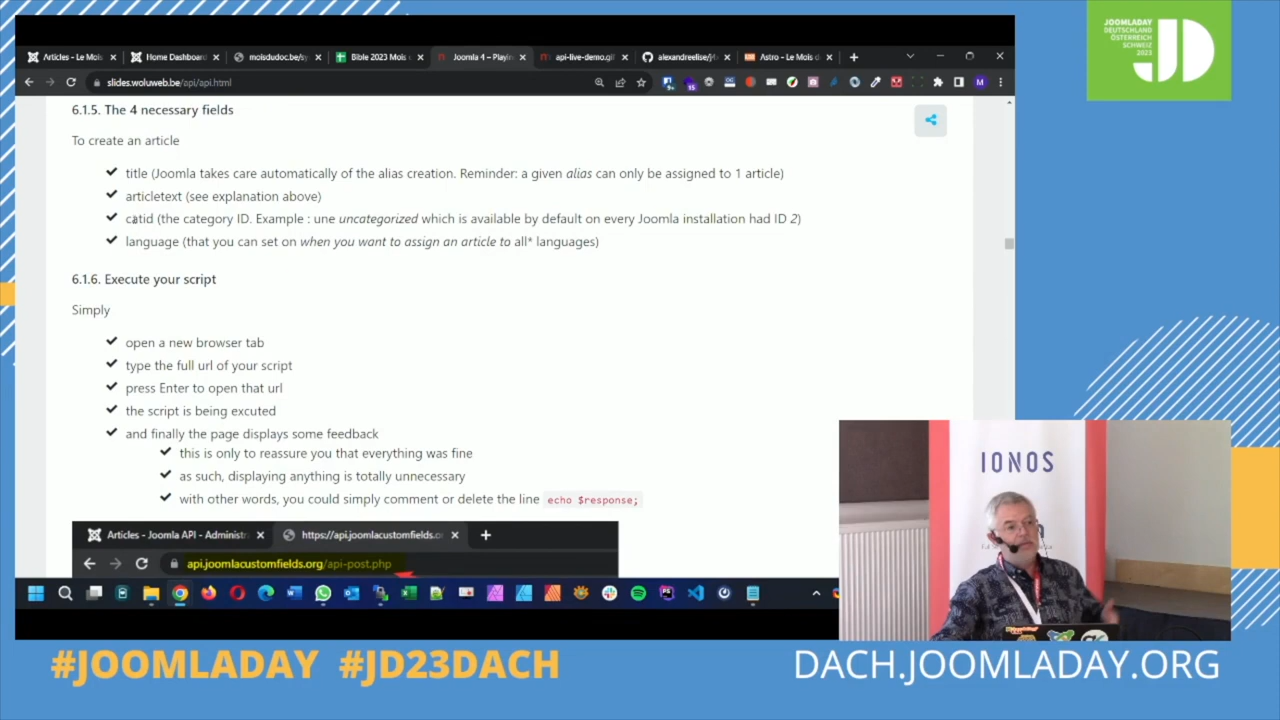 JOOMLADAY
DEUTSCHLAND
ÖSTERREICH
SCHWEIZ
2023
JD
Articles - Le Mois
Home Dashboard
moisdudoc.be/s
Bible 2023 Mois
Joomla 4 – Playin
api-live-demo.gi
alexandreelise/j
Astro - Le Mois d
slides.woluweb.be/api/api.html
6.1.5. The 4 necessary fields
To create an article
title (Joomla takes care automatically of the alias creation. Reminder: a given alias can only be assigned to 1 article)
articletext (see explanation above)
catid (the category ID. Example : une uncategorized which is available by default on every Joomla installation had ID 2)
language (that you can set on when you want to assign an article to all* languages)
6.1.6. Execute your script
Simply
open a new browser tab
type the full url of your script
press Enter to open that url
the script is being excuted
and finally the page displays some feedback
this is only to reassure you that everything was fine
as such, displaying anything is totally unnecessary
with other words, you could simply comment or delete the line echo $response;
Articles - Joomla API - Administra
https://api.joomlacustomfields.o
api.joomlacustomfields.org/api-post.php
IONOS
#JOOMLADAY #JD23DACH
DACH.JOOMLADAY.ORG